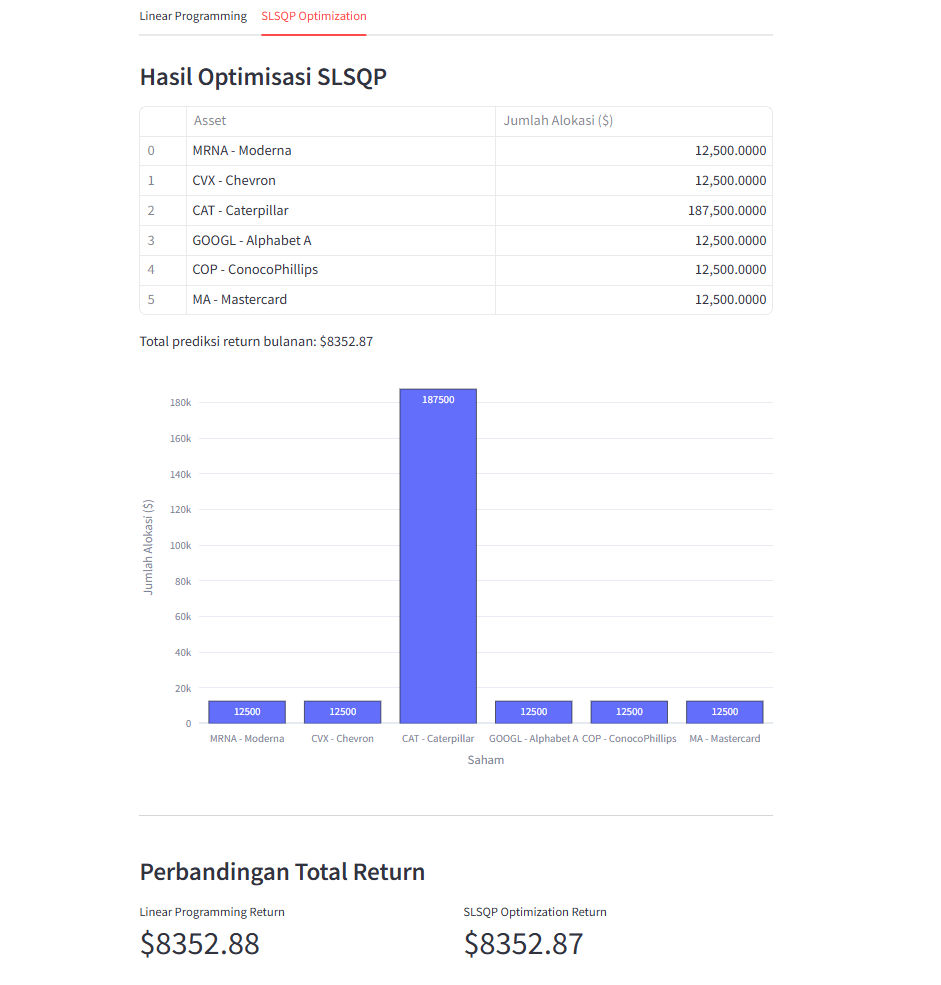 Linear Programming SLSQP Optimization
Hasil Optimisasi SLSQP
Asset Jumlah Alokasi ($)
0 MRNA - Moderna 12,500.0000
1 CVX - Chevron 12,500.0000
2 CAT - Caterpillar 187,500.0000
3 GOOGL - Alphabet A 12,500.0000
4 COP - ConocoPhillips 12,500.0000
5 MA - Mastercard 12,500.0000
Total prediksi return bulanan: $8352.87
187500
180k
160k
140k
120k
100k
80k
60k
40k
20k
0
Jumlah Alokasi ($)
12500 12500 12500 12500 12500
MRNA - Moderna CVX - Chevron CAT - Caterpillar GOOGL - Alphabet A COP - ConocoPhillips MA - Mastercard
Saham
Perbandingan Total Return
Linear Programming Return SLSQP Optimization Return
$8352.88 $8352.87